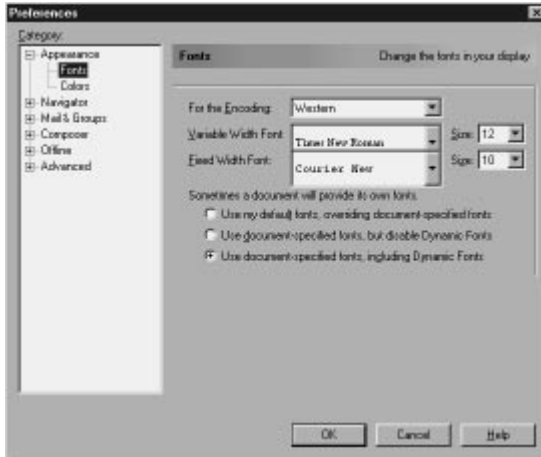 Preferences
Category:
Appearance
Fonts
Colors
Navigator
Mail & Groups
Composer
Offline
Advanced
Fonts
Change the fonts in your display
For the Encoding: Western
Variable Width Font: Times New Roman Size: 12
Fixed Width Font: Courier New Size: 10
Sometimes a document will provide its own fonts.
Use my default fonts, overriding document-specified fonts
Use document-specified fonts, but disable Dynamic Fonts
Use document-specified fonts, including Dynamic Fonts
OK Cancel Help